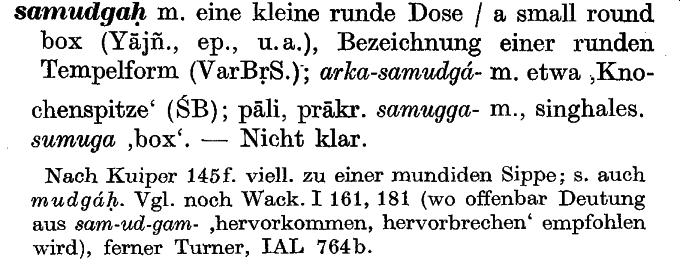 samudgaḥ m. eine kleine runde Dose / a small round
box (Yājñ., ep., u. a.), Bezeichnung einer runden
Tempelform (VarBṛS.); arka-samudgá- m. etwa ‚Kno-
chenspitze‘ (ŚB); pāli, prākr. samugga- m., singhales.
sumuga ‚box‘. — Nicht klar.
Nach Kuiper 145f. viell. zu einer mundiden Sippe; s. auch
mudgáḥ. Vgl. noch Wack. I 161, 181 (wo offenbar Deutung
aus sam-ud-gam- ‚hervorkommen, hervorbrechen‘ empfohlen
wird), ferner Turner, IAL 764b.